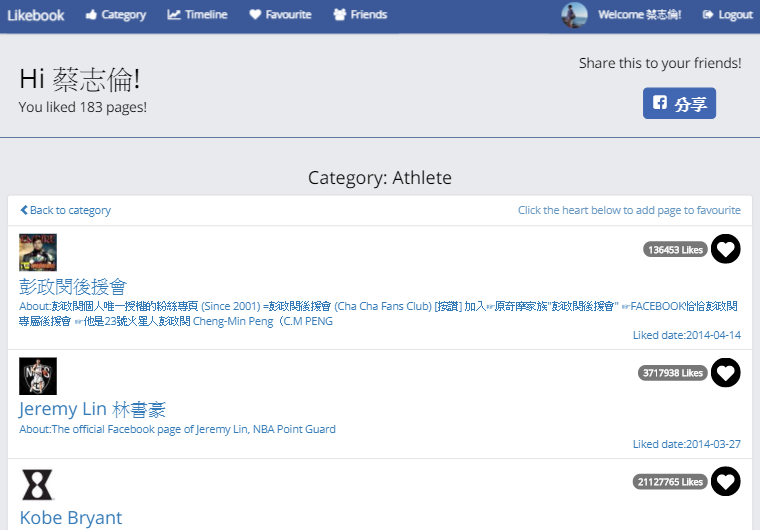 Likebook Category Timeline Favourite Friends Welcome 蔡志倫! Logout
Hi 蔡志倫!
You liked 183 pages!
Share this to your friends!
分享
Category: Athlete
Back to category
Click the heart below to add page to favourite
136453 Likes
彭政閔後援會
About:彭政閔個人唯一授權的粉絲專頁 (Since 2001) =彭政閔後援會 (Cha Cha Fans Club) [按讚] 加入☞原奇摩家族"彭政閔後援會" ☞FACEBOOK恰恰彭政閔
專屬後援會 ☞他是23號火星人彭政閔 Cheng-Min Peng（C.M PENG
Liked date:2014-04-14
3717938 Likes
Jeremy Lin 林書豪
About:The official Facebook page of Jeremy Lin, NBA Point Guard
Liked date:2014-03-27
21127765 Likes
Kobe Bryant